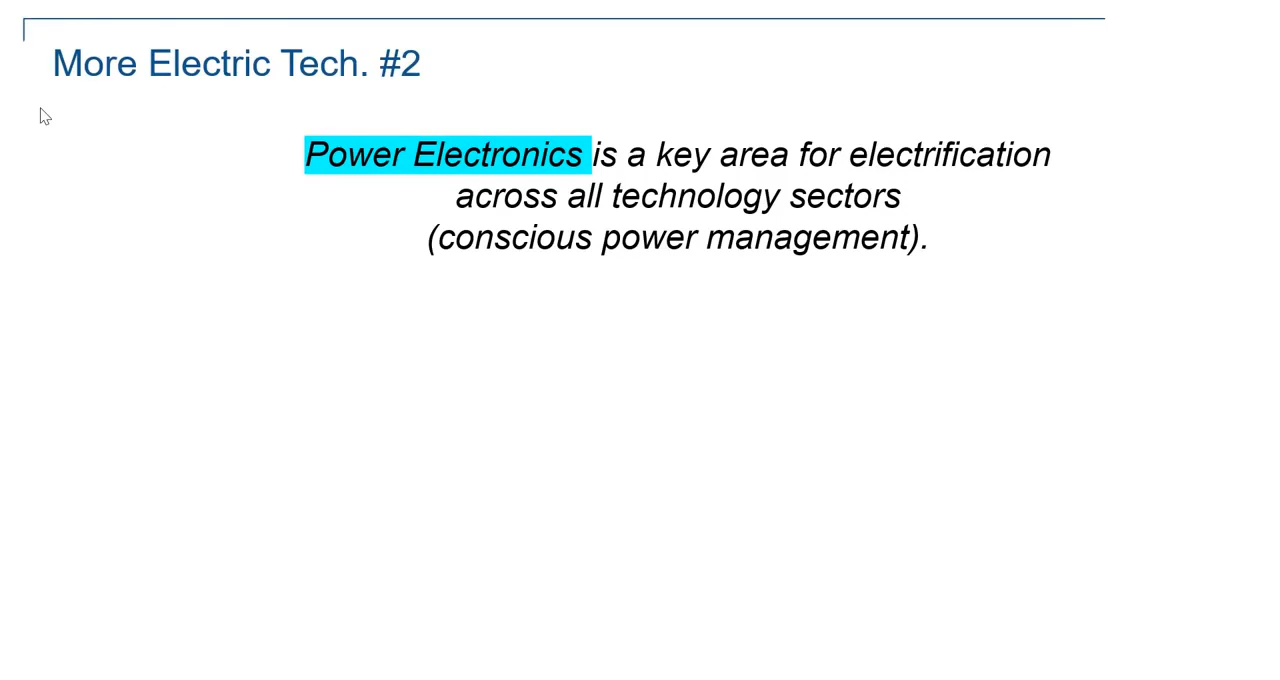 More Electric Tech. #2
Power Electronics is a key area for electrification
across all technology sectors
(conscious power management).